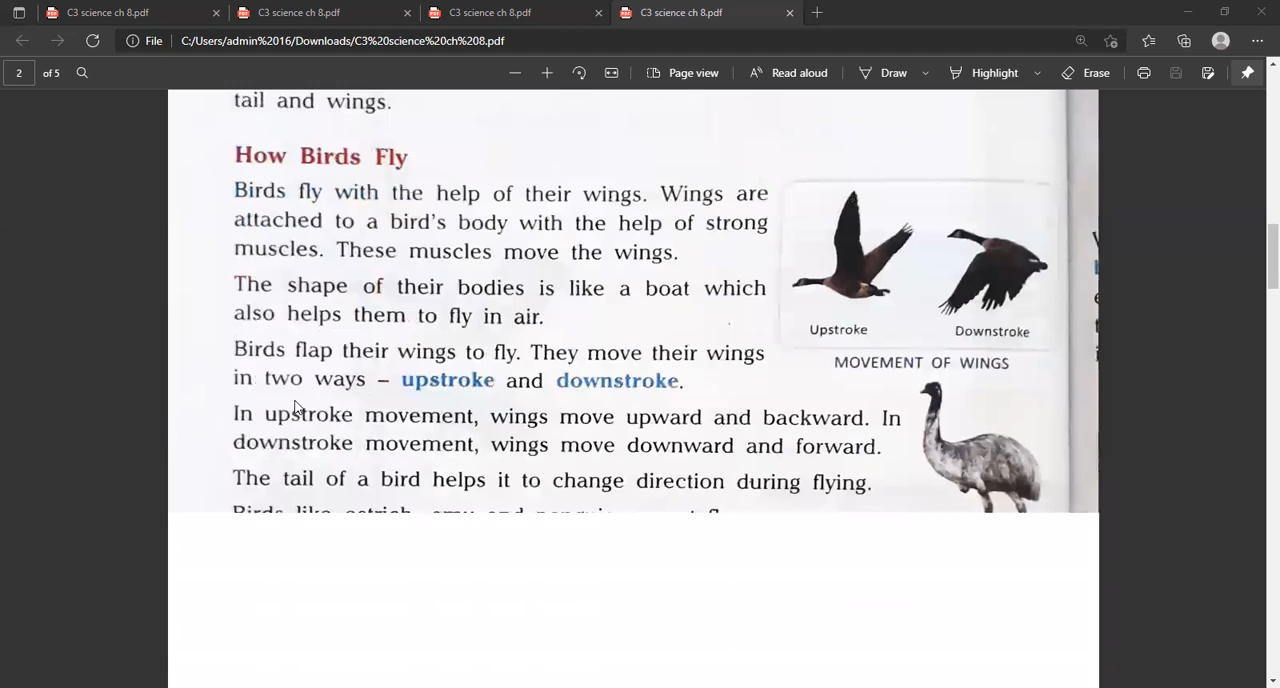 C3 science ch 8.pdf
C3 science ch 8.pdf
C3 science ch 8.pdf
C3 science ch 8.pdf
File C:/Users/admin%2016/Downloads/C3%20science%20ch%208.pdf
2 of 5 Page view Read aloud Draw Highlight Erase
tail and wings.
How Birds Fly
Birds fly with the help of their wings. Wings are
attached to a bird's body with the help of strong
muscles. These muscles move the wings.
The shape of their bodies is like a boat which
also helps them to fly in air.
Birds flap their wings to fly. They move their wings
in two ways – upstroke and downstroke.
Upstroke Downstroke
MOVEMENT OF WINGS
In upstroke movement, wings move upward and backward. In
downstroke movement, wings move downward and forward.
The tail of a bird helps it to change direction during flying.
Birds like ostrich, emu and